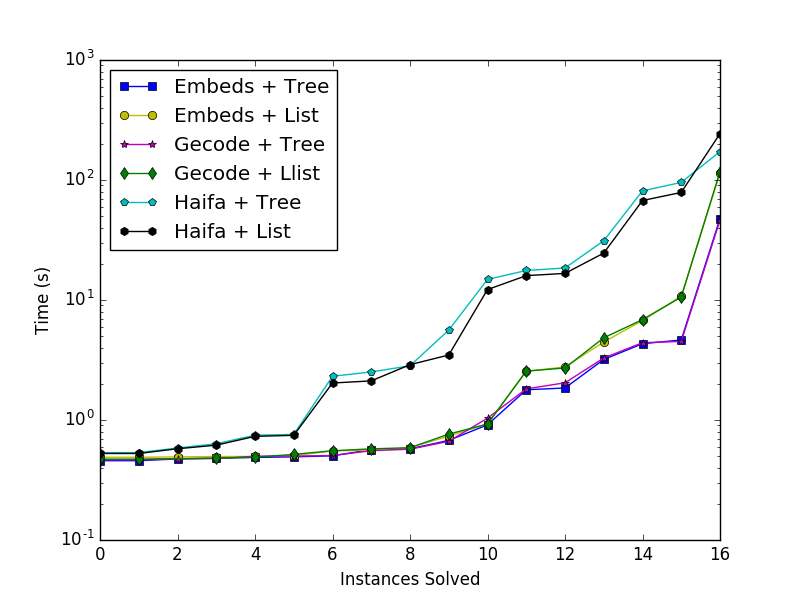 10^3
10^2
10^1
10^0
10^-1
Time (s)
Embeds + Tree
Embeds + List
Gecode + Tree
Gecode + Llist
Haifa + Tree
Haifa + List
0 2 4 6 8 10 12 14 16
Instances Solved